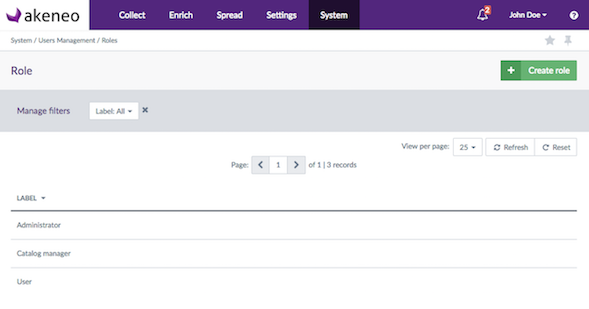 akeneo Collect Enrich Spread Settings System 2 John Doe ?
System / Users Management / Roles
Role + Create role
Manage filters Label: All
View per page: 25 Refresh Reset
Page: 1 of 1 | 3 records
LABEL
Administrator
Catalog manager
User